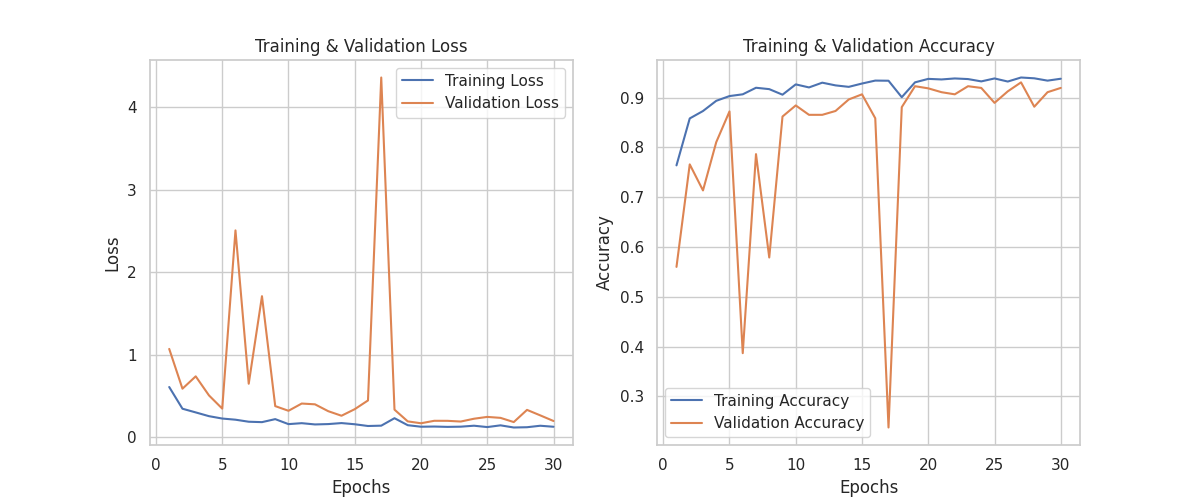 Training & Validation Loss
Training Loss
Validation Loss
4
3
2
1
0
Loss
0 5 10 15 20 25 30
Epochs
Training & Validation Accuracy
0.9
0.8
0.7
0.6
0.5
0.4
0.3
Accuracy
Training Accuracy
Validation Accuracy
0 5 10 15 20 25 30
Epochs